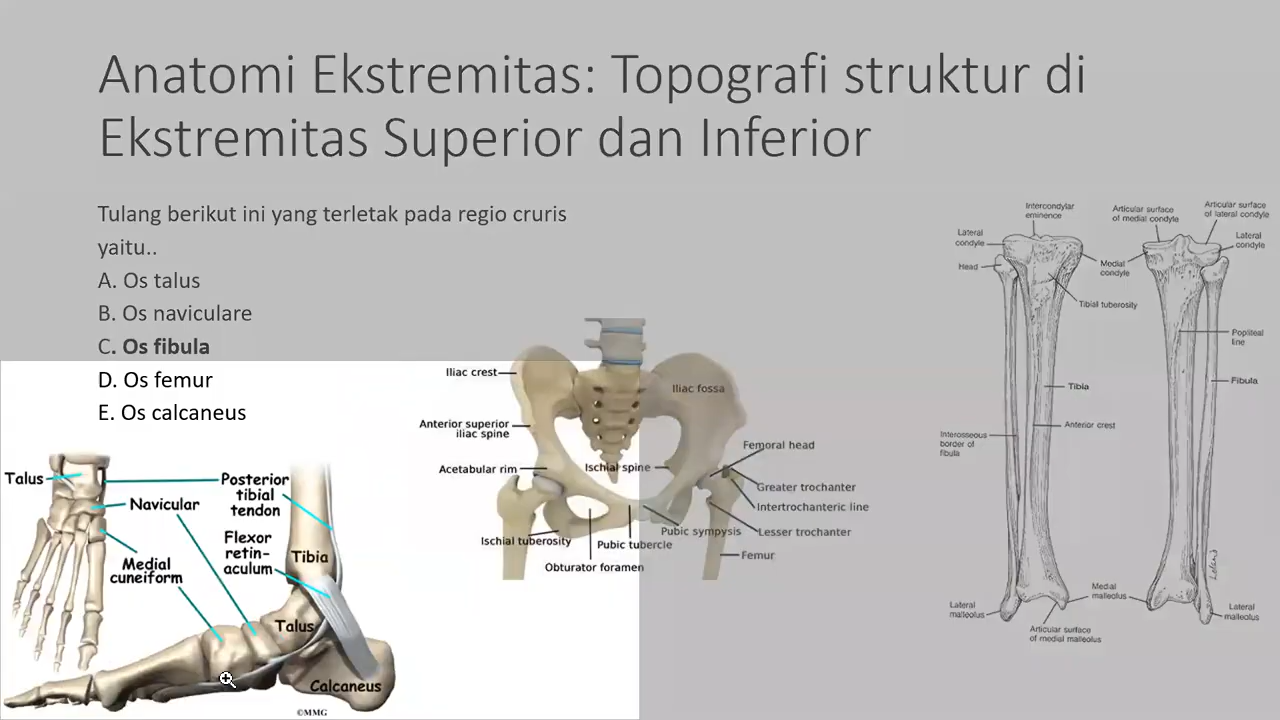 Anatomi Ekstremitas: Topografi struktur di
Ekstremitas Superior dan Inferior
Tulang berikut ini yang terletak pada regio cruris
yaitu..
A. Os talus
B. Os naviculare
C. Os fibula
D. Os femur
E. Os calcaneus
Talus
Navicular
Medial
cuneiform
Posterior
tibial
tendon
Flexor
retin-
aculum
Tibia
Talus
Calcaneus
©MMG
Iliac crest
Iliac fossa
Anterior superior
iliac spine
Acetabular rim
Ischial spine
Femoral head
Greater trochanter
Intertrochanteric line
Lesser trochanter
Pubic sympysis
Ischial tuberosity
Pubic tubercle
Femur
Obturator foramen
Intercondylar
eminence
Articular surface
of medial condyle
Articular surface
of lateral condyle
Lateral
condyle
Lateral
condyle
Head
Medial
condyle
Tibial tuberosity
Popliteal
line
Tibia
Fibula
Anterior crest
Interosseous
border of
fibula
Leland
Medial
malleolus
Lateral
malleolus
Lateral
malleolus
Articular surface
of medial malleolus